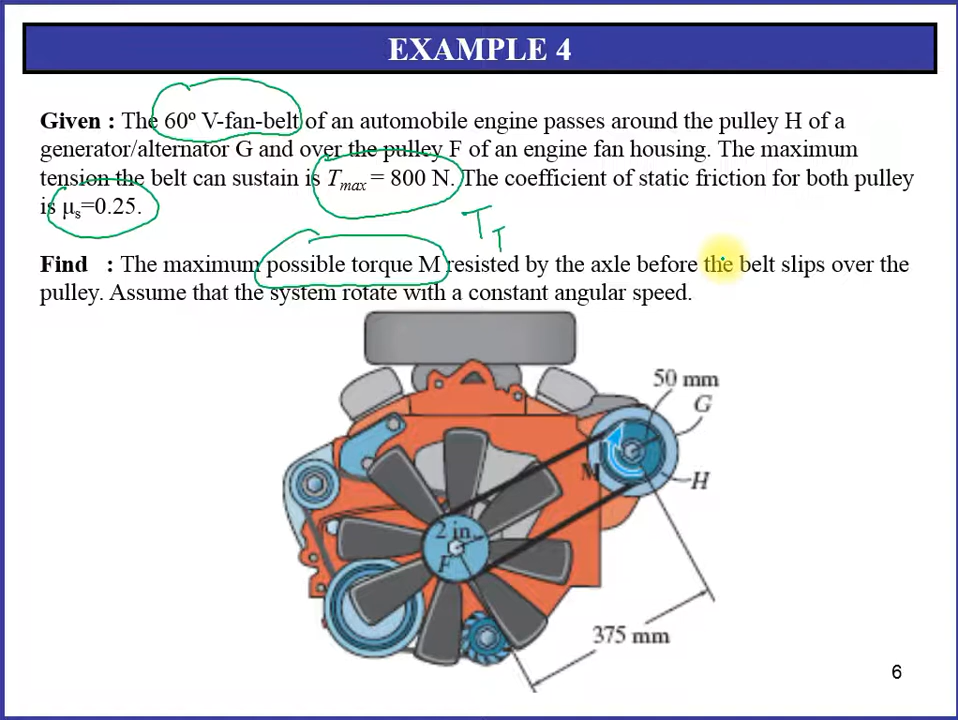 EXAMPLE 4
Given : The 60º V-fan-belt of an automobile engine passes around the pulley H of a
generator/alternator G and over the pulley F of an engine fan housing. The maximum
tension the belt can sustain is Tmax = 800 N. The coefficient of static friction for both pulley
is μs=0.25.
TT
Find : The maximum possible torque M resisted by the axle before the belt slips over the
pulley. Assume that the system rotate with a constant angular speed.
50 mm
G
M
H
2 in.
F
375 mm
6